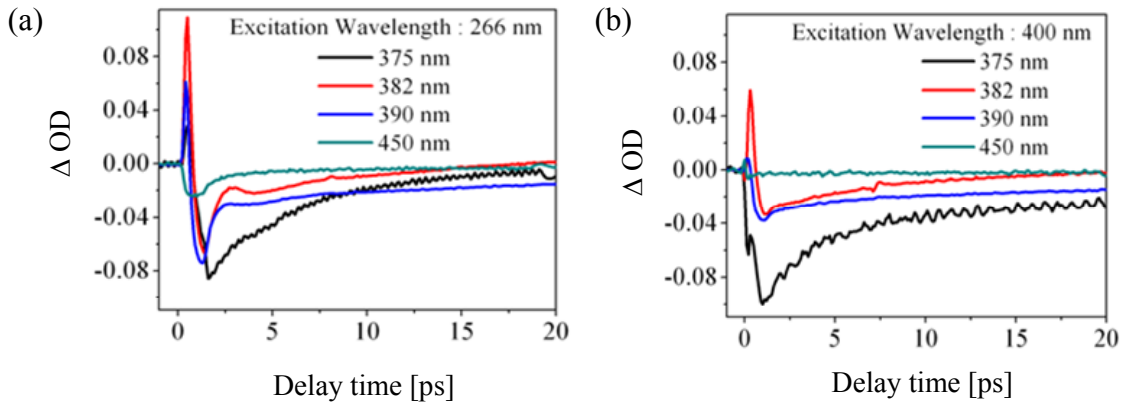 (a)
Excitation Wavelength : 266 nm
375 nm
382 nm
390 nm
450 nm
0.08
0.04
0.00
-0.04
-0.08
Δ OD
0
5
10
15
20
Delay time [ps]
(b)
Excitation Wavelength : 400 nm
375 nm
382 nm
390 nm
450 nm
0.08
0.04
0.00
-0.04
-0.08
Δ OD
0
5
10
15
20
Delay time [ps]